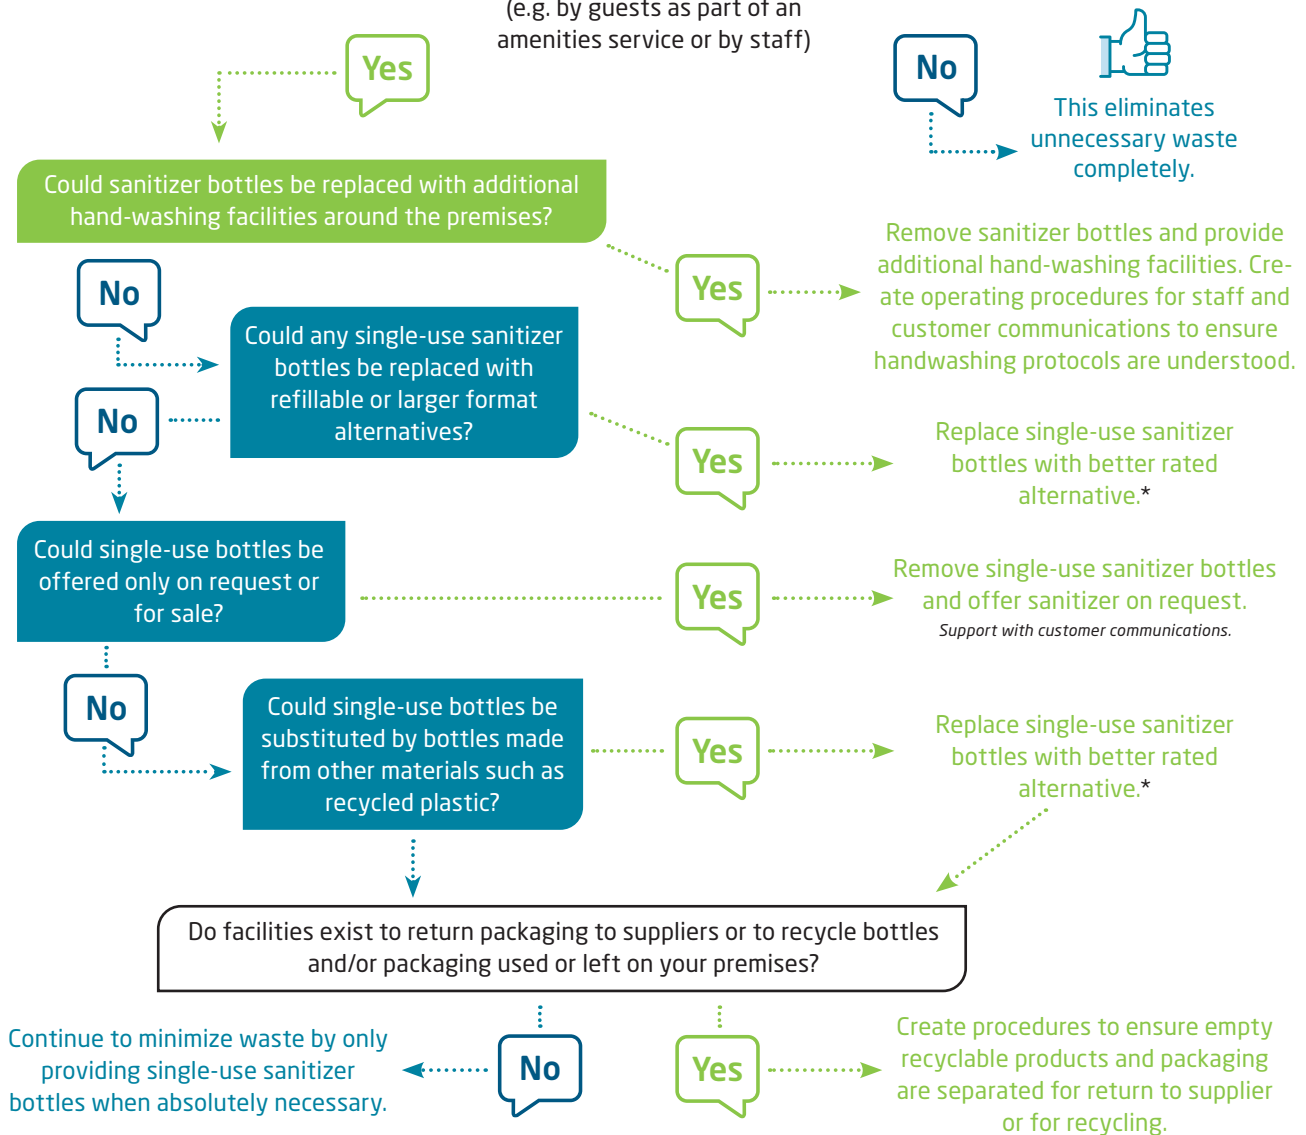 (e.g. by guests as part of an
amenities service or by staff)
Yes
No
This eliminates
unnecessary waste
completely.
Could sanitizer bottles be replaced with additional
hand-washing facilities around the premises?
Yes
Remove sanitizer bottles and provide
additional hand-washing facilities. Cre-
ate operating procedures for staff and
customer communications to ensure
handwashing protocols are understood.
No
Could any single-use sanitizer
bottles be replaced with
refillable or larger format
alternatives?
No
Yes
Replace single-use sanitizer
bottles with better rated
alternative.*
Could single-use bottles be
offered only on request or
for sale?
Yes
Remove single-use sanitizer bottles
and offer sanitizer on request.
Support with customer communications.
No
Could single-use bottles be
substituted by bottles made
from other materials such as
recycled plastic?
Yes
Replace single-use sanitizer
bottles with better rated
alternative.*
Do facilities exist to return packaging to suppliers or to recycle bottles
and/or packaging used or left on your premises?
Continue to minimize waste by only
providing single-use sanitizer
bottles when absolutely necessary.
No
Yes
Create procedures to ensure empty
recyclable products and packaging
are separated for return to supplier
or for recycling.